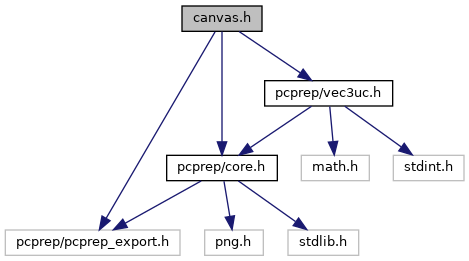 canvas.h
pcprep/vec3uc.h
pcprep/core.h
math.h
stdint.h
pcprep/pcprep_export.h
png.h
stdlib.h